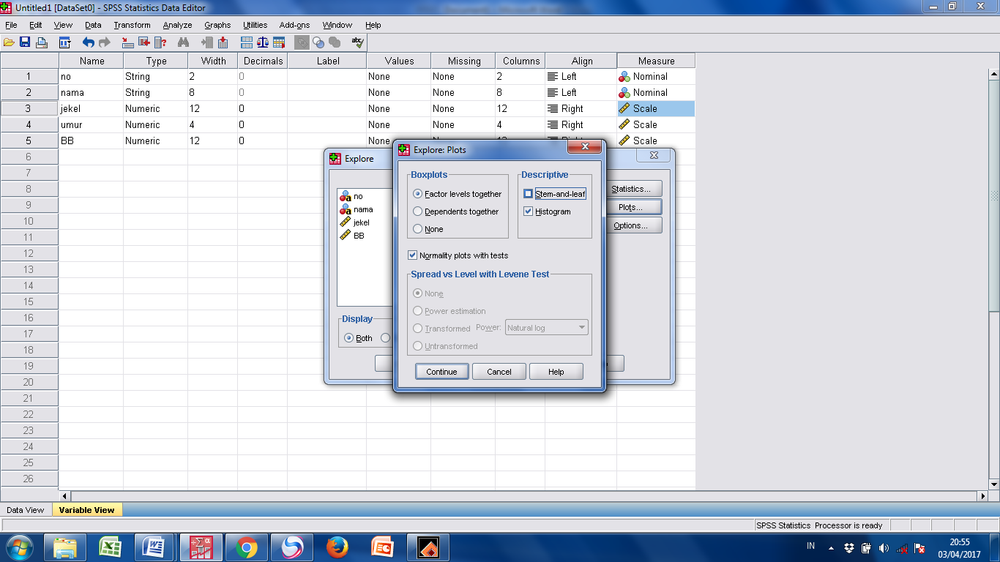 Untitled1 [DataSet0] - SPSS Statistics Data Editor
File Edit View Data Transform Analyze Graphs Utilities Add-ons Window Help
Name Type Width Decimals Label Values Missing Columns Align Measure
1 no String 2 0 None None 2 Left Nominal
2 nama String 8 0 None None 8 Left Nominal
3 jekel Numeric 12 0 None None 12 Right Scale
4 umur Numeric 4 0 None None 4 Right Scale
5 BB Numeric 12 0 None None Right Scale
6
7
8
9
10
11
12
13
14
15
16
17
18
19
20
21
22
23
24
25
26
Explore
no
nama
jekel
BB
Display
Both
Statistics...
Plots...
Options...
Explore: Plots
Boxplots
Factor levels together
Dependents together
None
Descriptive
Stem-and-leaf
Histogram
Normality plots with tests
Spread vs Level with Levene Test
None
Power estimation
Transformed Power: Natural log
Untransformed
Continue Cancel Help
Data View Variable View
SPSS Statistics Processor is ready
IN
20:55
03/04/2017